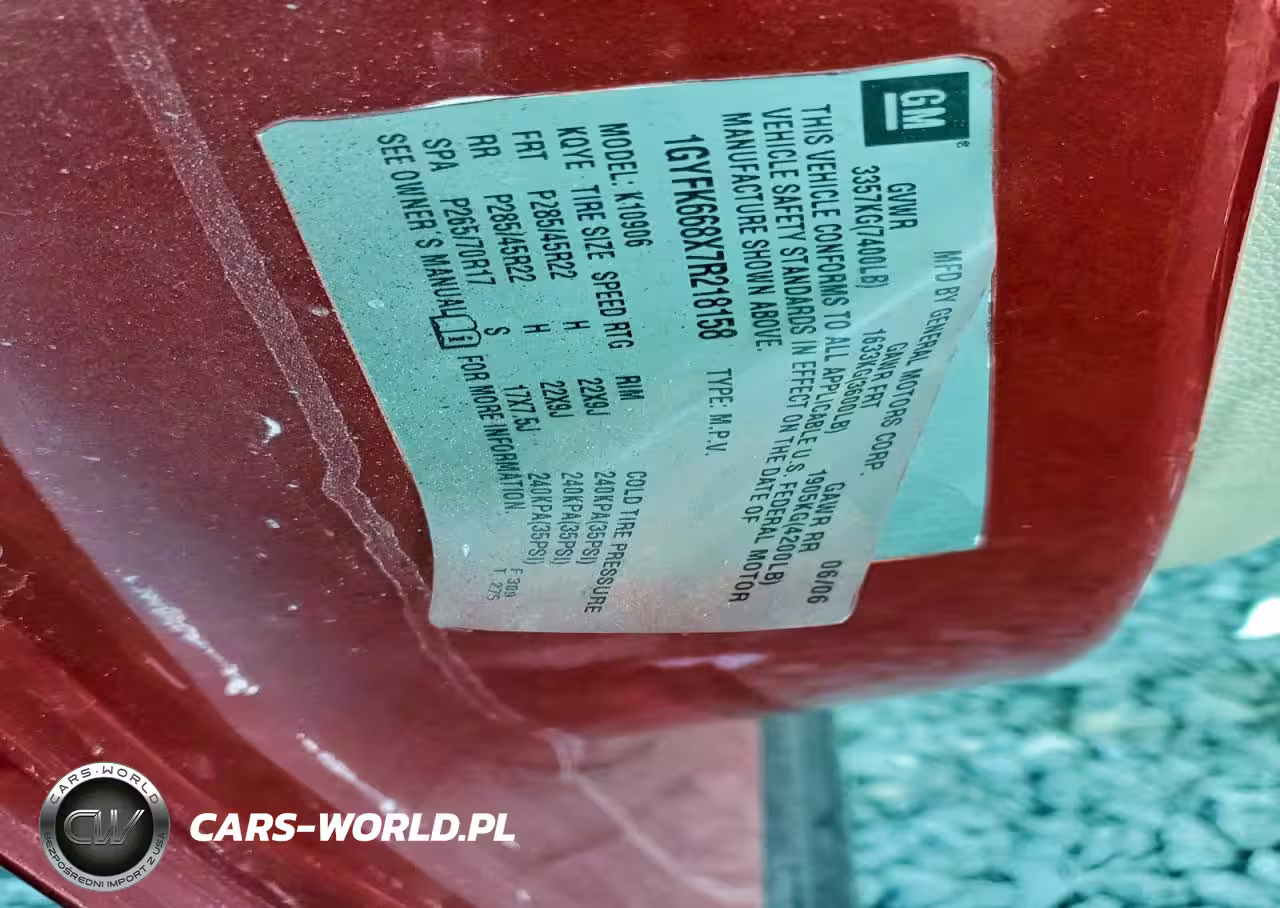 GM®
MFD BY GENERAL MOTORS CORP.
GVWR GAWR FRT GAWR RR 06/06
3357KG(7400LB) 1633KG(3600LB) 1905KG(4200LB)
THIS VEHICLE CONFORMS TO ALL APPLICABLE U.S. FEDERAL MOTOR
VEHICLE SAFETY STANDARDS IN EFFECT ON THE DATE OF
MANUFACTURE SHOWN ABOVE.
1GYFK668X7R218158 TYPE: M.P.V.
MODEL: K10906
KQYE TIRE SIZE SPEED RTG RIM COLD TIRE PRESSURE
FRT P285/45R22 H 22X9J 240KPA(35PSI)
RR P285/45R22 H 22X9J 240KPA(35PSI)
SPA P265/70R17 S 17X7.5J 240KPA(35PSI)
SEE OWNER'S MANUAL i FOR MORE INFORMATION
F 309
T 275
CARS-WORLD
CW
BEZPOŚREDNI IMPORT Z USA
CARS-WORLD.PL